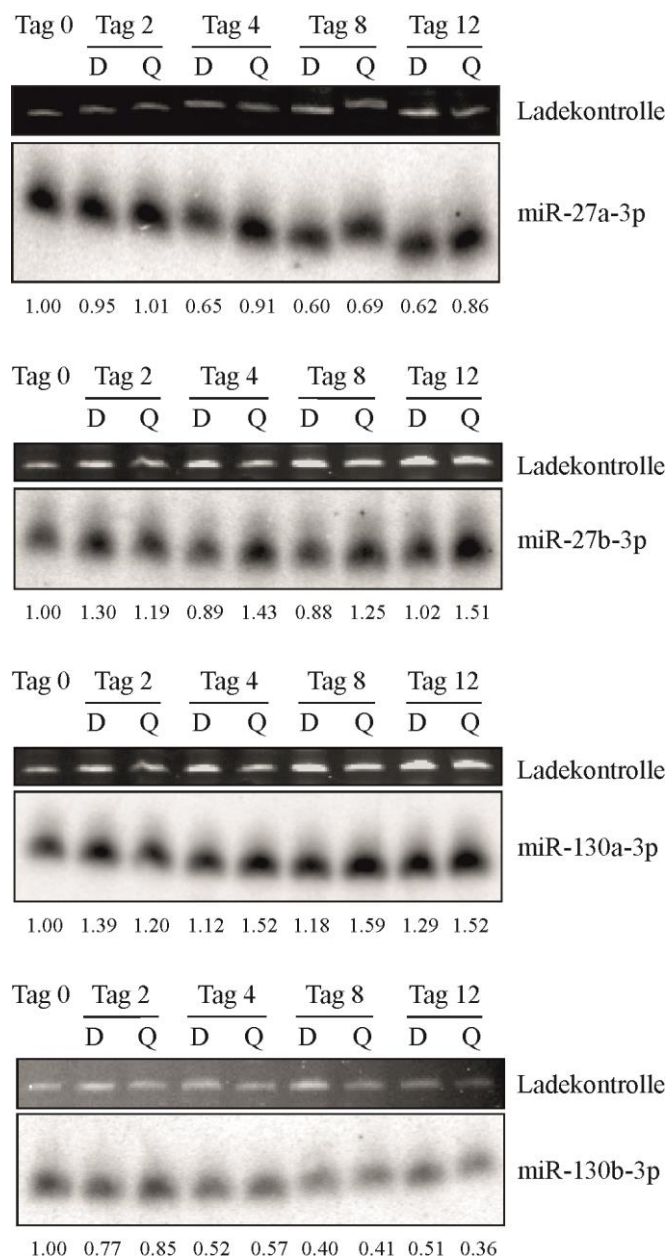 Tag 0 Tag 2 Tag 4 Tag 8 Tag 12
D Q D Q D Q D Q
Ladekontrolle
miR-27a-3p
1.00 0.95 1.01 0.65 0.91 0.60 0.69 0.62 0.86
Tag 0 Tag 2 Tag 4 Tag 8 Tag 12
D Q D Q D Q D Q
Ladekontrolle
miR-27b-3p
1.00 1.30 1.19 0.89 1.43 0.88 1.25 1.02 1.51
Tag 0 Tag 2 Tag 4 Tag 8 Tag 12
D Q D Q D Q D Q
Ladekontrolle
miR-130a-3p
1.00 1.39 1.20 1.12 1.52 1.18 1.59 1.29 1.52
Tag 0 Tag 2 Tag 4 Tag 8 Tag 12
D Q D Q D Q D Q
Ladekontrolle
miR-130b-3p
1.00 0.77 0.85 0.52 0.57 0.40 0.41 0.51 0.36